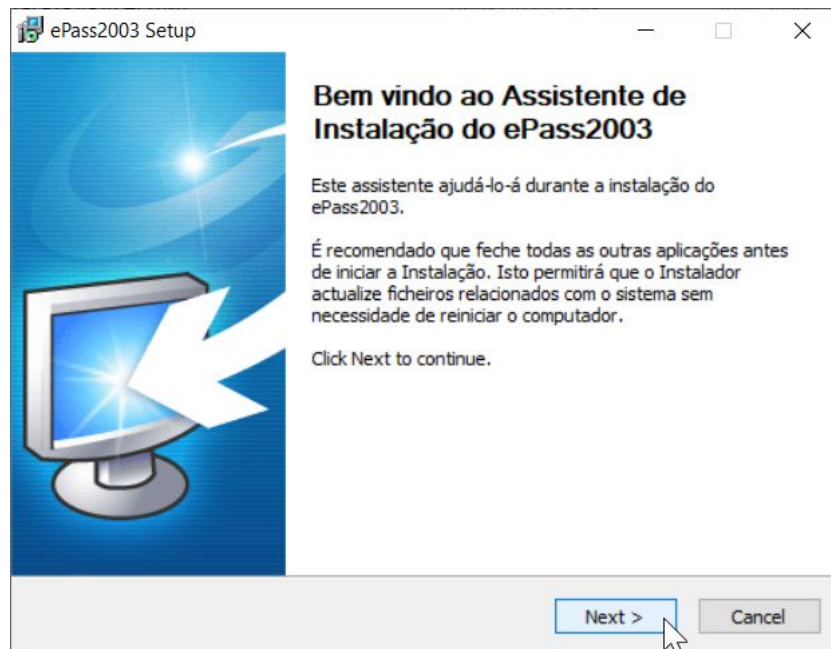 ePass2003 Setup
Bem vindo ao Assistente de
Instalação do ePass2003
Este assistente ajudá-lo-á durante a instalação do
ePass2003.
É recomendado que feche todas as outras aplicações antes
de iniciar a Instalação. Isto permitirá que o Instalador
actualize ficheiros relacionados com o sistema sem
necessidade de reiniciar o computador.
Click Next to continue.
Next >
Cancel